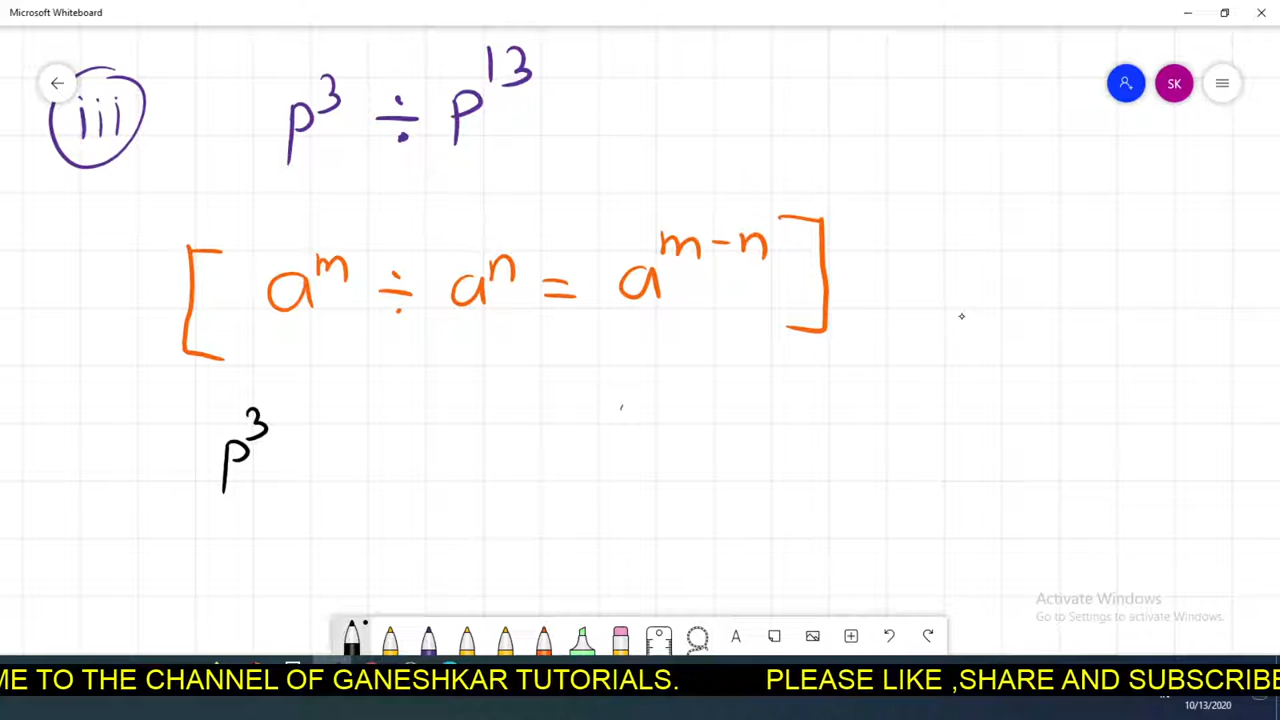 Microsoft Whiteboard
iii p³ ÷ p¹³
SK
[ aᵐ ÷ aⁿ = aᵐ⁻ⁿ ]
p³
Activate Windows
Go to Settings to activate Windows.
A
ME TO THE CHANNEL OF GANESHKAR TUTORIALS. PLEASE LIKE ,SHARE AND SUBSCRIBE
10/13/2020